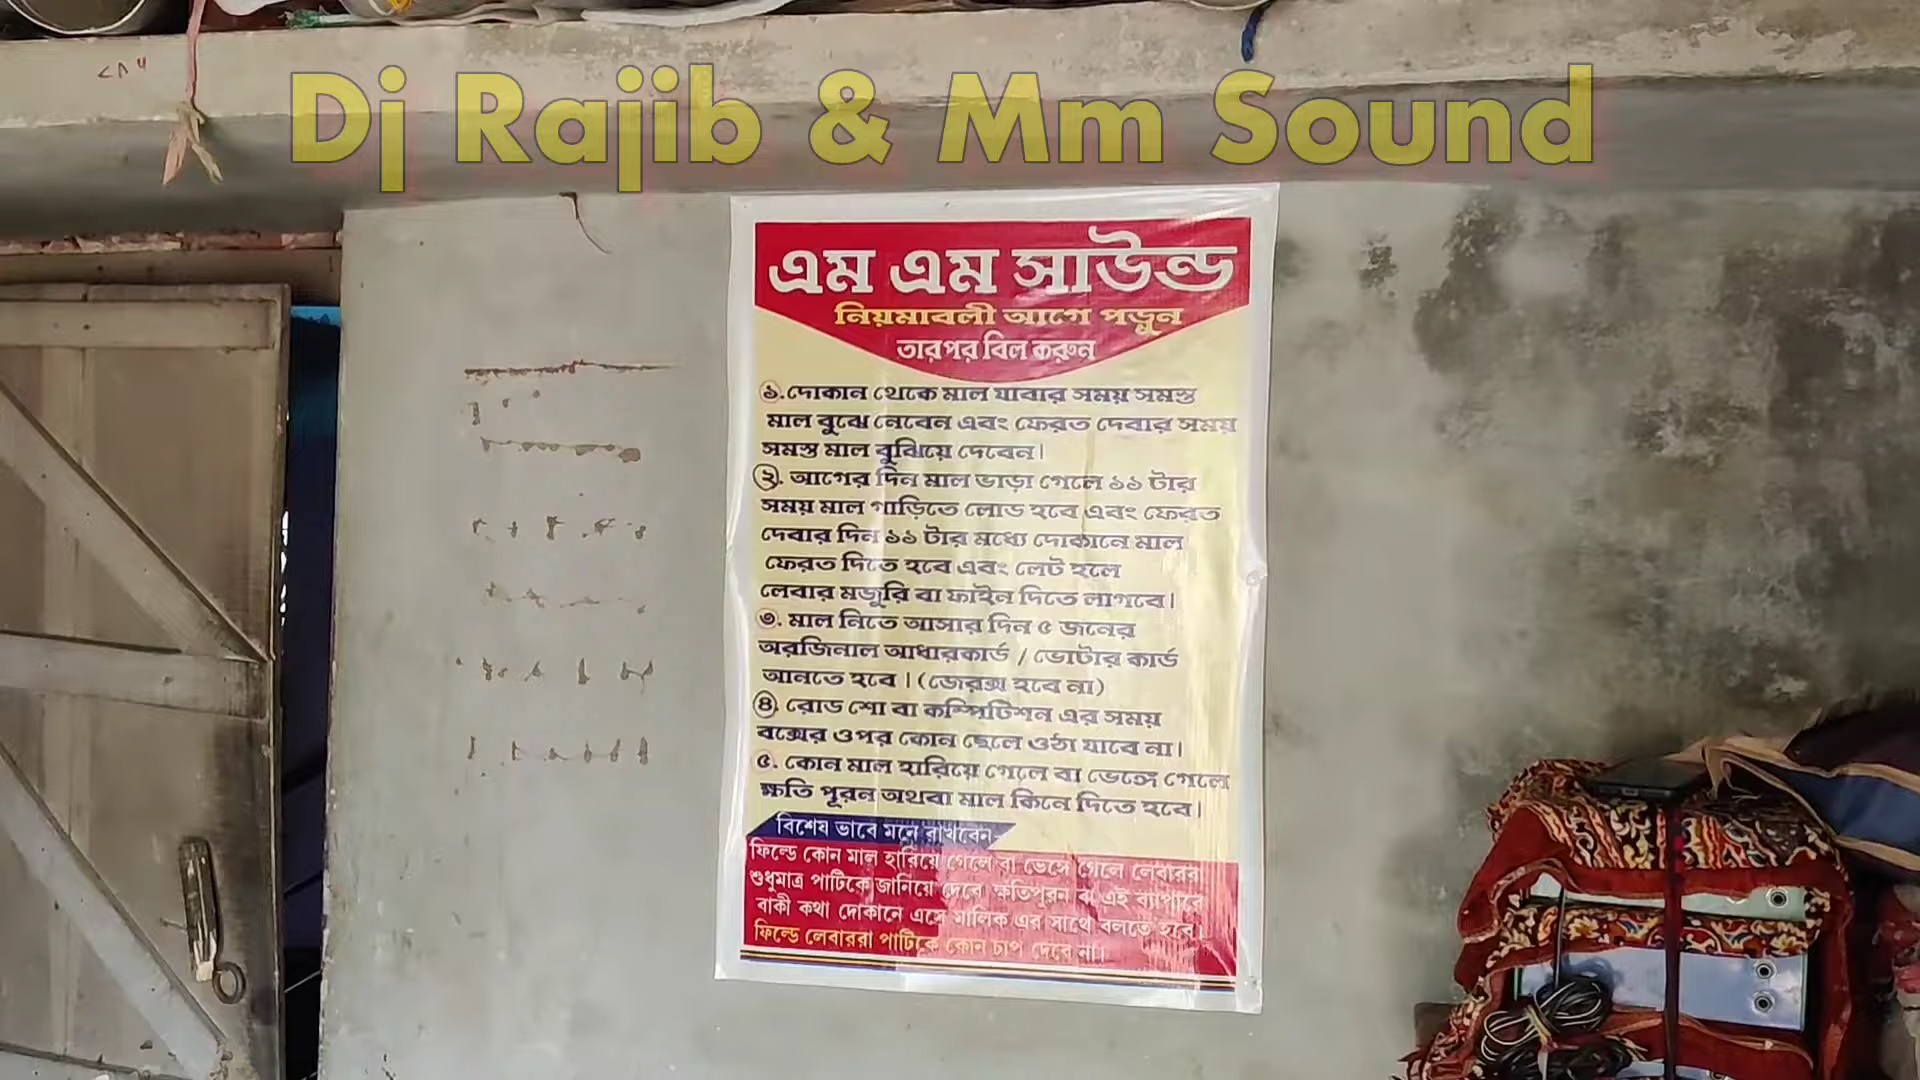 Dj Rajib & Mm Sound
এম এম সাউন্ড
নিয়মাবলী আগে পড়ুন
তারপর বিল করুন
১.দোকান থেকে মাল যাবার সময় সমস্ত
মাল বুঝে নেবেন এবং ফেরত দেবার সময়
সমস্ত মাল বুঝিয়ে দেবেন।
২. আগের দিন মাল ভাড়া গেলে ১১ টার
সময় মাল গাড়িতে লোড হবে এবং ফেরত
দেবার দিন ১১ টার মধ্যে দোকানে মাল
ফেরত দিতে হবে এবং লেট হলে
লেবার মজুরি বা ফাইন দিতে লাগবে।
৩. মাল নিতে আসার দিন ৫ জনের
অরজিনাল আধারকার্ড / ভোটার কার্ড
আনতে হবে । (জেরক্স হবে না)
৪. রোড শো বা কম্পিটিশন এর সময়
বক্সের ওপর কোন ছেলে ওঠা যাবে না।
৫. কোন মাল হারিয়ে গেলে বা ভেঙ্গে গেলে
ক্ষতি পূরন অথবা মাল কিনে দিতে হবে।
বিশেষ ভাবে মনে রাখবেন-
ফিল্ডে কোন মাল হারিয়ে গেলে বা ভেঙ্গে গেলে লেবাররা
শুধুমাত্র পার্টিকে জানিয়ে দেবে। ক্ষতিপুরন বা এই ব্যাপারে
বাকী কথা দোকানে এসে মালিক এর সাথে বলতে হবে।
ফিল্ডে লেবাররা পার্টিকে কোন চাপ দেবে না।